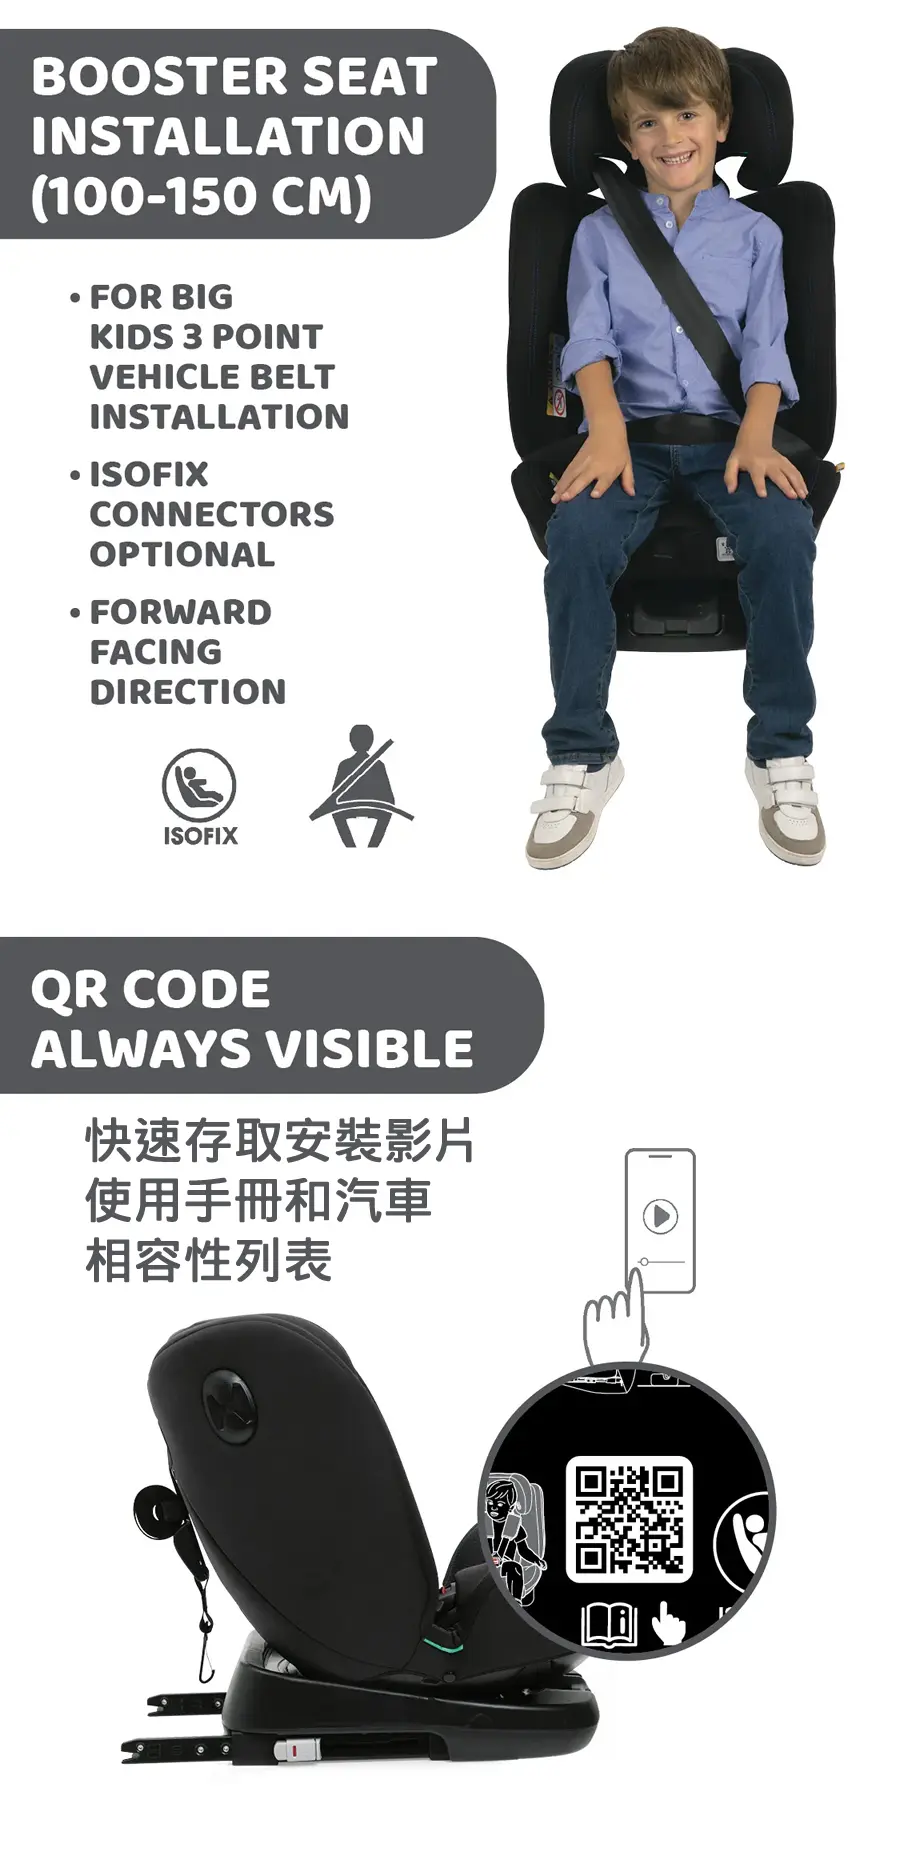 BOOSTER SEAT
INSTALLATION
(100-150 CM)
• FOR BIG
KIDS 3 POINT
VEHICLE BELT
INSTALLATION
• ISOFIX
CONNECTORS
OPTIONAL
• FORWARD
FACING
DIRECTION
ISOFIX
QR CODE
ALWAYS VISIBLE
快速存取安裝影片
使用手冊和汽車
相容性列表